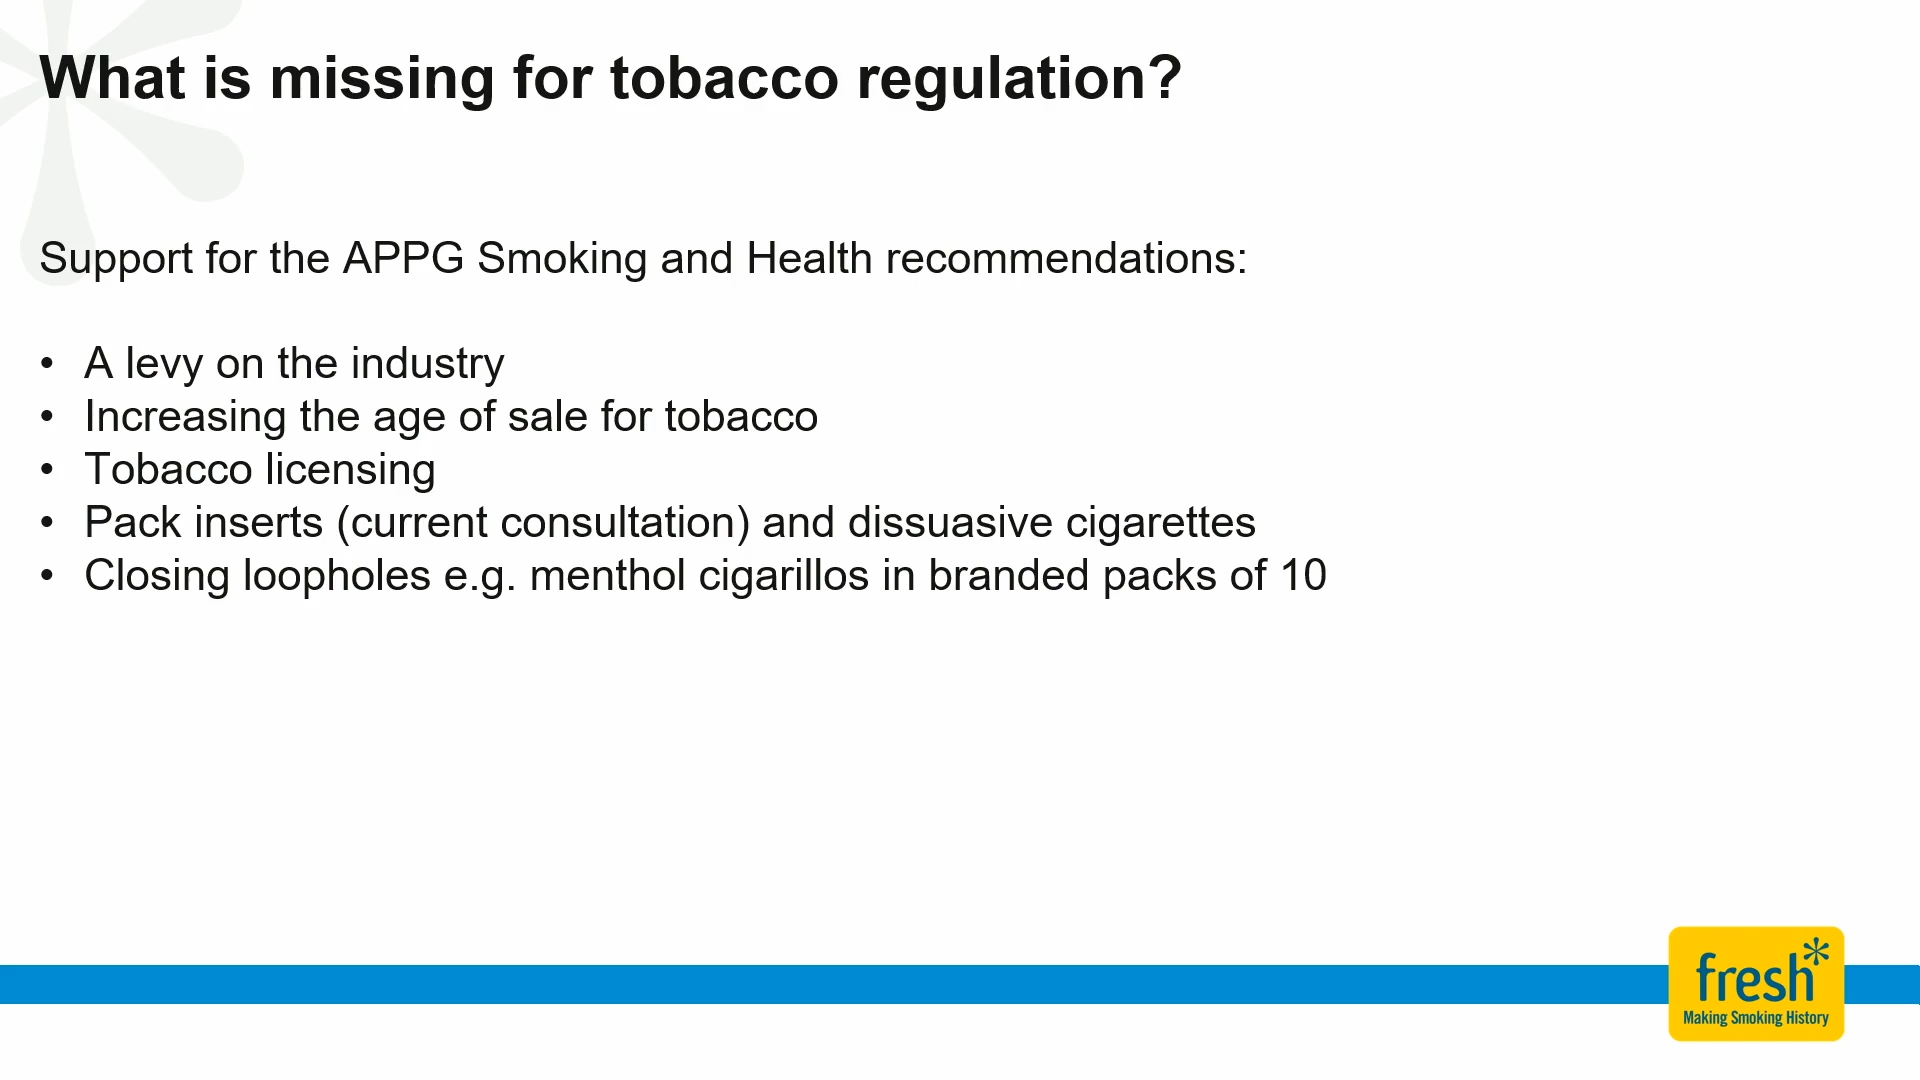 What is missing for tobacco regulation?
Support for the APPG Smoking and Health recommendations:
• A levy on the industry
• Increasing the age of sale for tobacco
• Tobacco licensing
• Pack inserts (current consultation) and dissuasive cigarettes
• Closing loopholes e.g. menthol cigarillos in branded packs of 10
fresh*
Making Smoking History